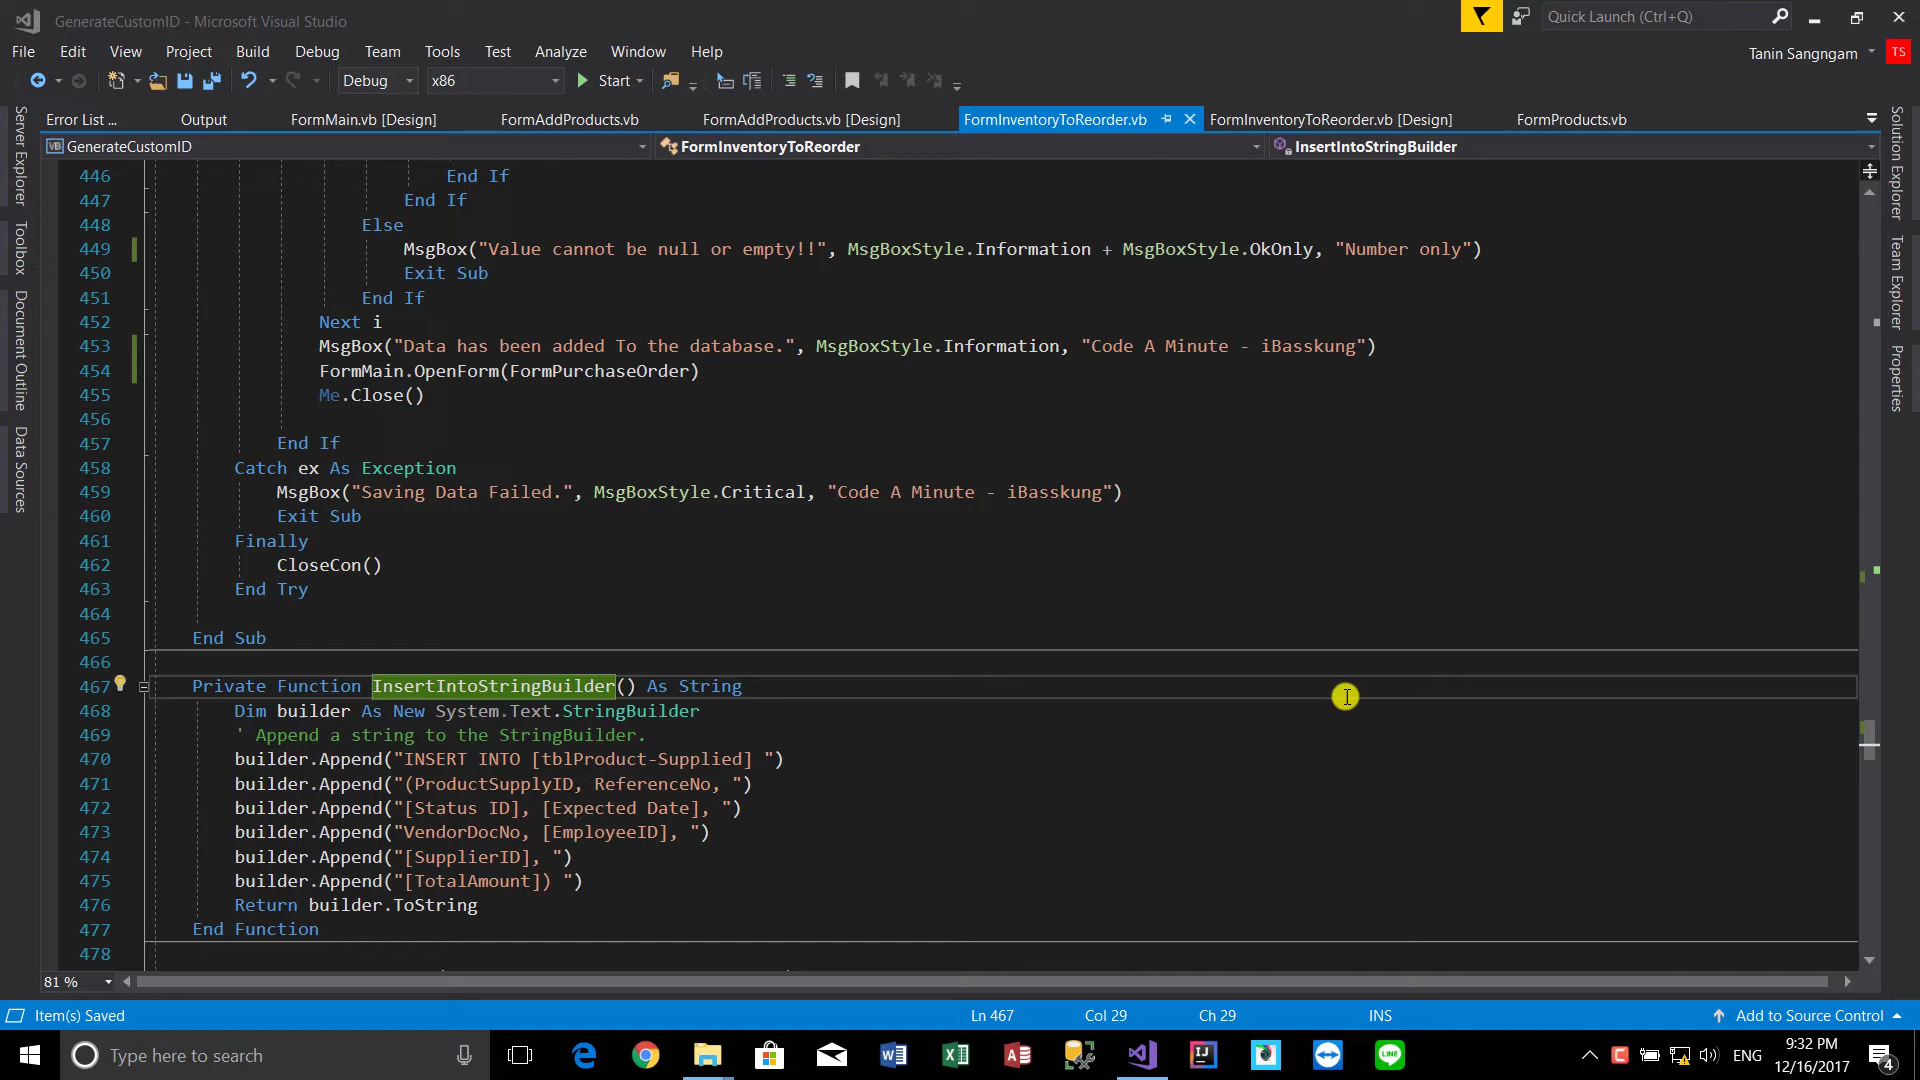 GenerateCustomID - Microsoft Visual Studio
Quick Launch (Ctrl+Q)
File Edit View Project Build Debug Team Tools Test Analyze Window Help
Tanin Sangngam TS
Debug x86 Start
Error List ... Output FormMain.vb [Design] FormAddProducts.vb FormAddProducts.vb [Design] FormInventoryToReorder.vb FormInventoryToReorder.vb [Design] FormProducts.vb
VB GenerateCustomID FormInventoryToReorder InsertIntoStringBuilder
Server Explorer
Toolbox
Document Outline
Data Sources
Solution Explorer
Team Explorer
Properties
446 End If
447 End If
448 Else
449 MsgBox("Value cannot be null or empty!!", MsgBoxStyle.Information + MsgBoxStyle.OkOnly, "Number only")
450 Exit Sub
451 End If
452 Next i
453 MsgBox("Data has been added To the database.", MsgBoxStyle.Information, "Code A Minute - iBasskung")
454 FormMain.OpenForm(FormPurchaseOrder)
455 Me.Close()
456
457 End If
458 Catch ex As Exception
459 MsgBox("Saving Data Failed.", MsgBoxStyle.Critical, "Code A Minute - iBasskung")
460 Exit Sub
461 Finally
462 CloseCon()
463 End Try
464
465 End Sub
466
467 Private Function InsertIntoStringBuilder() As String
468 Dim builder As New System.Text.StringBuilder
469 ' Append a string to the StringBuilder.
470 builder.Append("INSERT INTO [tblProduct-Supplied] ")
471 builder.Append("(ProductSupplyID, ReferenceNo, ")
472 builder.Append("[Status ID], [Expected Date], ")
473 builder.Append("VendorDocNo, [EmployeeID], ")
474 builder.Append("[SupplierID], ")
475 builder.Append("[TotalAmount]) ")
476 Return builder.ToString
477 End Function
478
81 %
Item(s) Saved Ln 467 Col 29 Ch 29 INS Add to Source Control
Type here to search
ENG
9:32 PM
12/16/2017
4